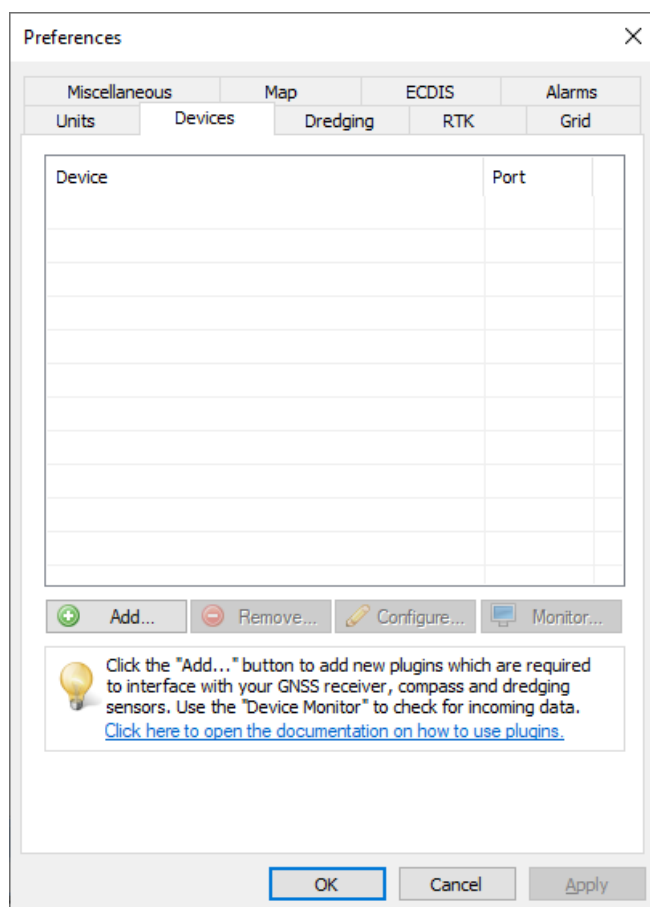 Preferences
Miscellaneous Map ECDIS Alarms
Units Devices Dredging RTK Grid
Device Port
Add... Remove... Configure... Monitor...
Click the "Add..." button to add new plugins which are required
to interface with your GNSS receiver, compass and dredging
sensors. Use the "Device Monitor" to check for incoming data.
Click here to open the documentation on how to use plugins.
OK Cancel Apply